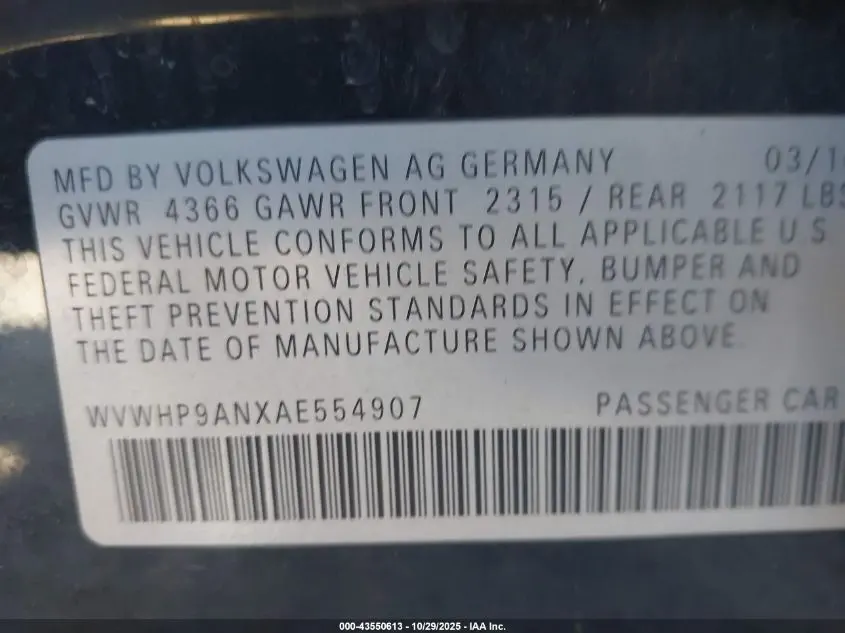 MFD BY VOLKSWAGEN AG GERMANY 03/1
GVWR 4366 GAWR FRONT 2315 / REAR 2117 LBS
THIS VEHICLE CONFORMS TO ALL APPLICABLE U S
FEDERAL MOTOR VEHICLE SAFETY, BUMPER AND
THEFT PREVENTION STANDARDS IN EFFECT ON
THE DATE OF MANUFACTURE SHOWN ABOVE
WVWHP9ANXAE554907 PASSENGER CAR
000-43550613 - 10/29/2025 - IAA Inc.